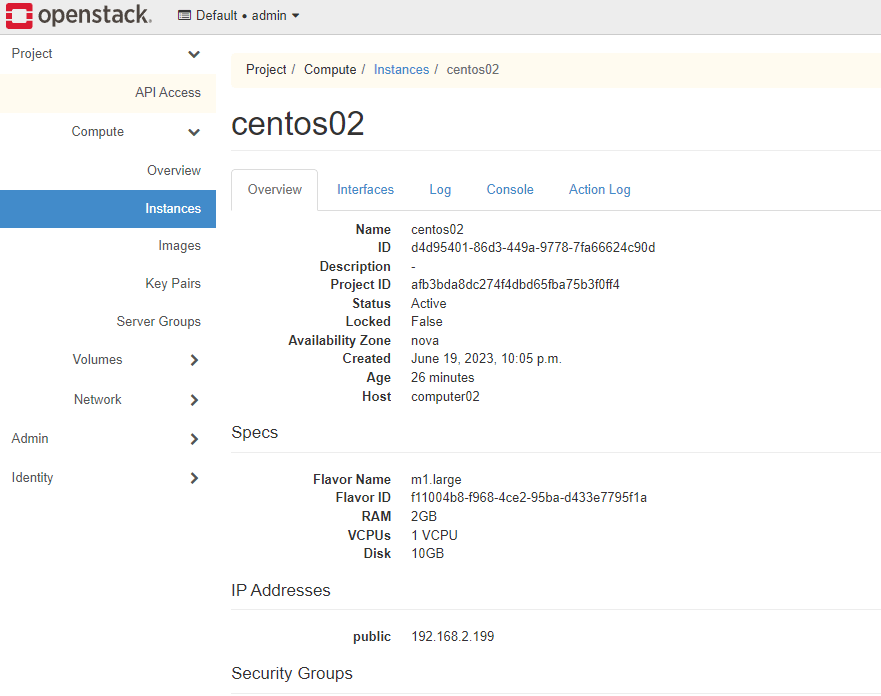 openstack.
Default • admin
Project
API Access
Compute
Overview
Instances
Images
Key Pairs
Server Groups
Volumes
Network
Admin
Identity
Project / Compute / Instances / centos02
centos02
Overview Interfaces Log Console Action Log
Name centos02
ID d4d95401-86d3-449a-9778-7fa66624c90d
Description -
Project ID afb3bda8dc274f4dbd65fba75b3f0ff4
Status Active
Locked False
Availability Zone nova
Created June 19, 2023, 10:05 p.m.
Age 26 minutes
Host computer02
Specs
Flavor Name m1.large
Flavor ID f11004b8-f968-4ce2-95ba-d433e7795f1a
RAM 2GB
VCPUs 1 VCPU
Disk 10GB
IP Addresses
public 192.168.2.199
Security Groups